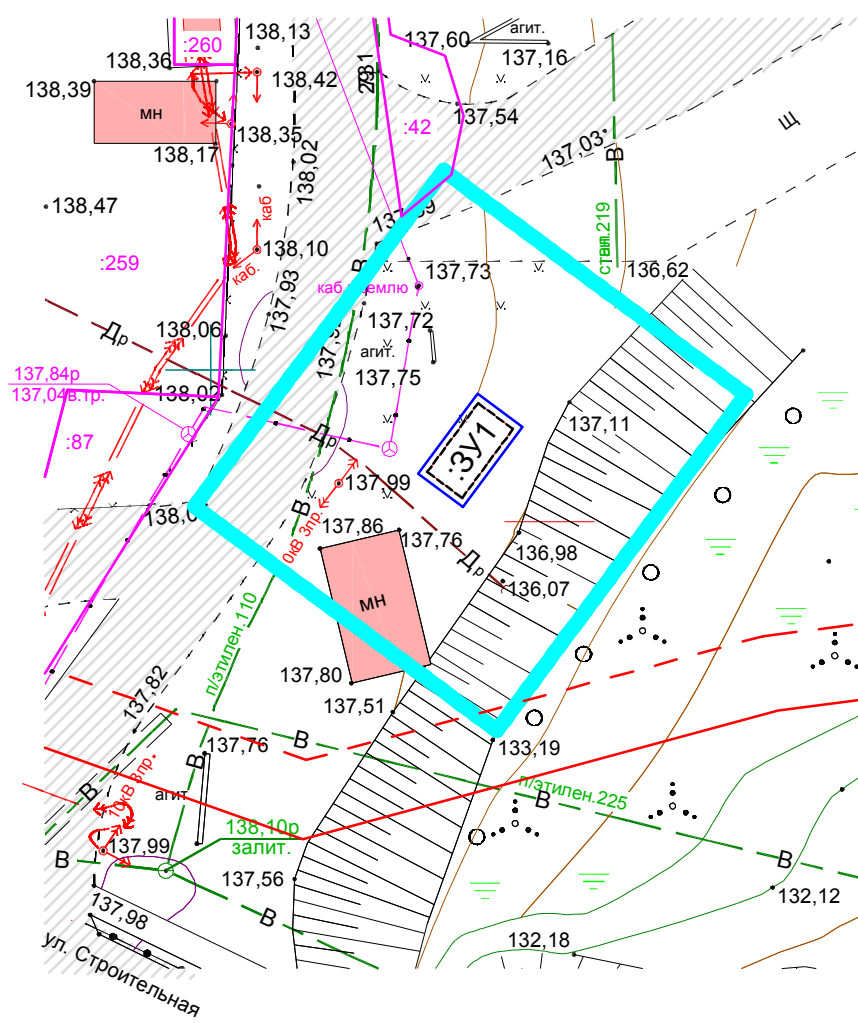 138,13
137,60
агит.
137,16
:260
138,36
138,42
138,39
мн
:42
137,54
138,35
Щ
138,17
137,03
В
138,02
138,47
каб
138,10
стал.219
:259
каб.
137,73
136,62
В
137,93
138,06
137,72
Др
агит.
137,84р
137,75
137,04в.тр.
138,02
137,11
:87
Др
:ЗУ1
137,99
В
137,86
137,76
136,98
Др
136,07
мн
п/этилен.110
137,80
137,82
137,51
137,76
В
133,19
В
п/этилен.225
В
В
10кВ 3пр.
агит
138,10р
залит.
137,99
В
В
137,56
132,12
137,98
В
132,18
ул. Строительная